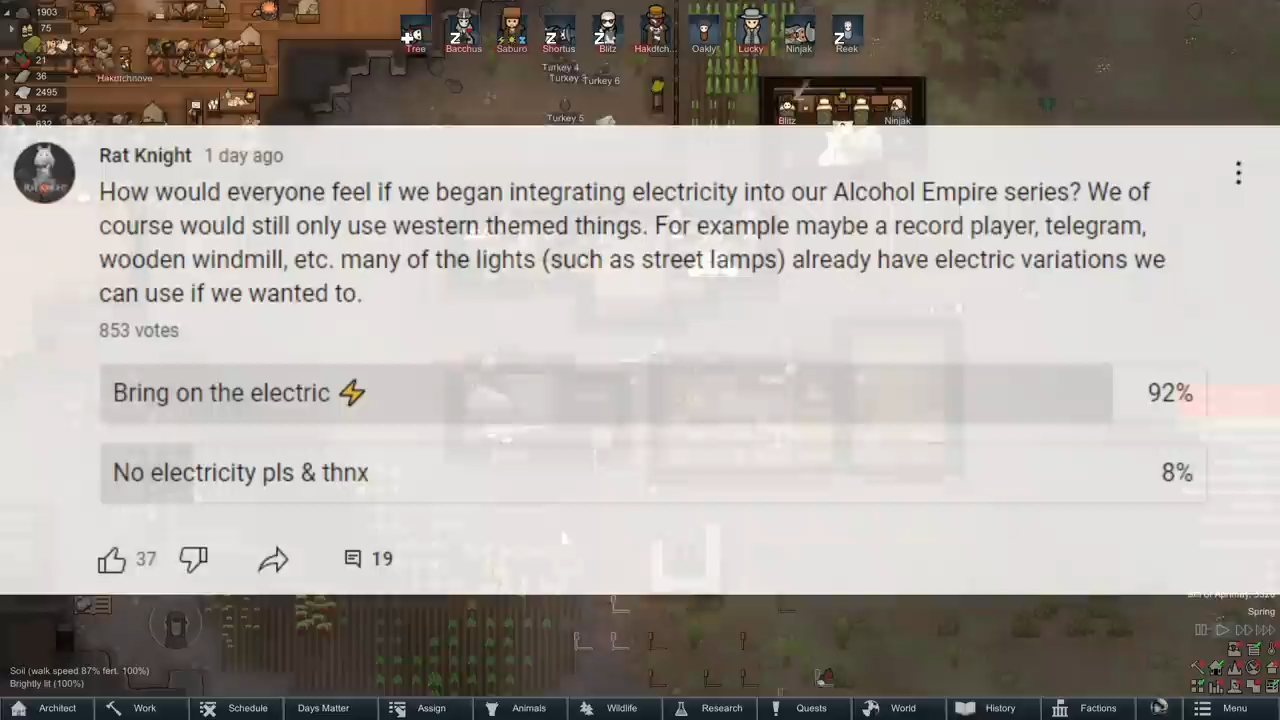 1903
75
21
36
2495
42
632
Hakutchnove
Tree
Bacchus
Saburo
Shortus
Blitz
Hakdtch...
Oakly
Lucky
Ninjak
Reek
Turkey 4
Turkey 6
Turkey 5
Blitz
Ninjak
Rat Knight 1 day ago
How would everyone feel if we began integrating electricity into our Alcohol Empire series? We of
course would still only use western themed things. For example maybe a record player, telegram,
wooden windmill, etc. many of the lights (such as street lamps) already have electric variations we
can use if we wanted to.
853 votes
Bring on the electric ⚡ 92%
No electricity pls & thnx 8%
37
19
Spring
Soil (walk speed 87% fert. 100%)
Brightly lit (100%)
Architect
Work
Schedule
Days Matter
Assign
Animals
Wildlife
Research
Quests
World
History
Factions
Menu